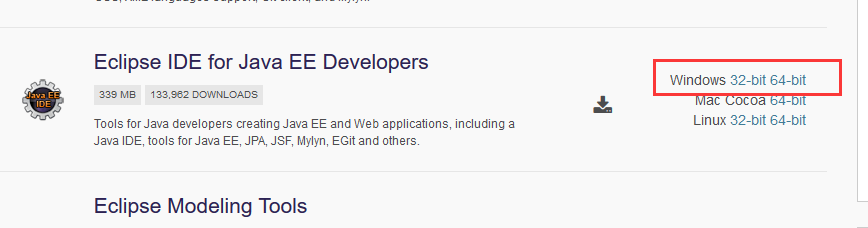 Eclipse IDE for Java EE Developers
339 MB 133,962 DOWNLOADS
Java EE
IDE
Tools for Java developers creating Java EE and Web applications, including a
Java IDE, tools for Java EE, JPA, JSF, Mylyn, EGit and others.
Windows 32-bit 64-bit
Mac Cocoa 64-bit
Linux 32-bit 64-bit
Eclipse Modeling Tools